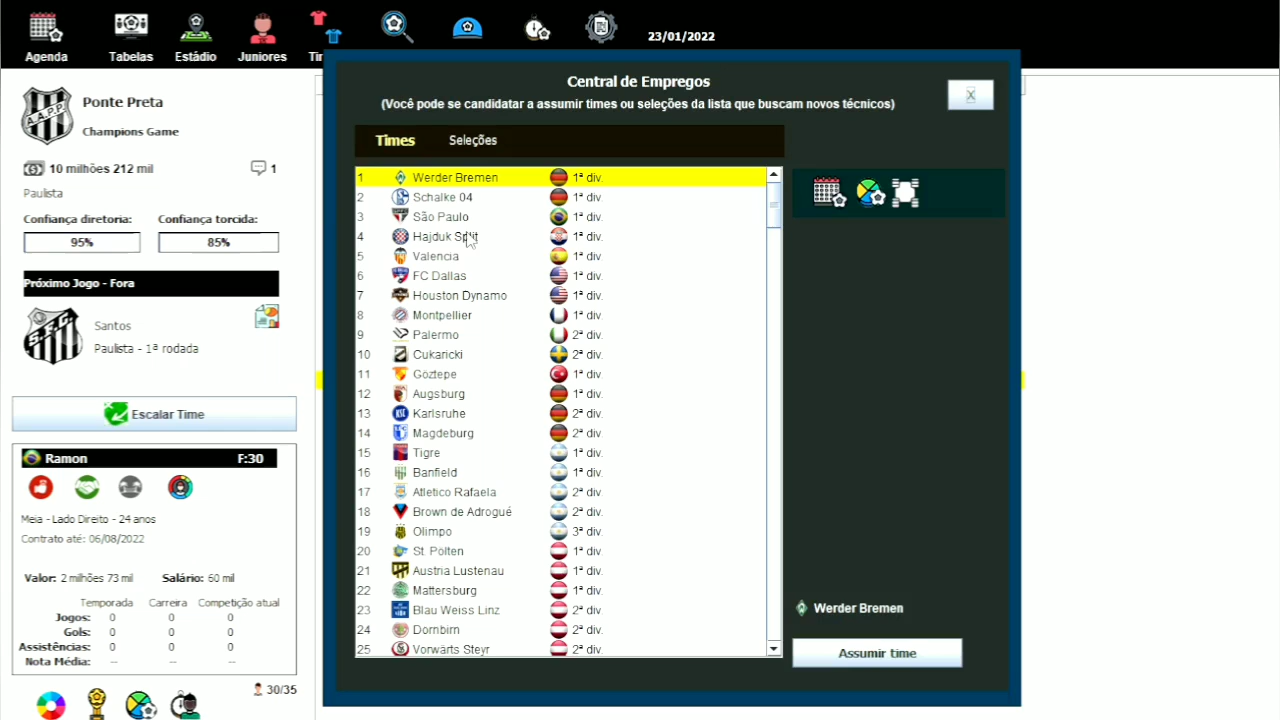 23/01/2022
Agenda
Tabelas
Estádio
Juniores
Tir
Ponte Preta
Champions Game
10 milhões 212 mil
1
Paulista
Confiança diretoria:
Confiança torcida:
95%
85%
Próximo Jogo - Fora
Santos
Paulista - 1ª rodada
Escalar Time
Ramon F:30
Meia - Lado Direito - 24 anos
Contrato até: 06/08/2022
Valor: 2 milhões 73 mil Salário: 60 mil
Temporada Carreira Competição atual
Jogos: 0 0 0
Gols: 0 0 0
Assistências: 0 0 0
Nota Média: -- -- --
30/35
Central de Empregos
(Você pode se candidatar a assumir times ou seleções da lista que buscam novos técnicos)
X
Times Seleções
1 Werder Bremen 1ª div.
2 Schalke 04 1ª div.
3 São Paulo 1ª div.
4 Hajduk Split 1ª div.
5 Valencia 1ª div.
6 FC Dallas 1ª div.
7 Houston Dynamo 1ª div.
8 Montpellier 1ª div.
9 Palermo 2ª div.
10 Cukaricki 2ª div.
11 Göztepe 1ª div.
12 Augsburg 1ª div.
13 Karlsruhe 2ª div.
14 Magdeburg 2ª div.
15 Tigre 1ª div.
16 Banfield 1ª div.
17 Atletico Rafaela 2ª div.
18 Brown de Adrogué 2ª div.
19 Olimpo 3ª div.
20 St. Polten 1ª div.
21 Austria Lustenau 1ª div.
22 Mattersburg 1ª div.
23 Blau Weiss Linz 2ª div.
24 Dornbirn 2ª div.
25 Vorwärts Steyr 2ª div.
Werder Bremen
Assumir time